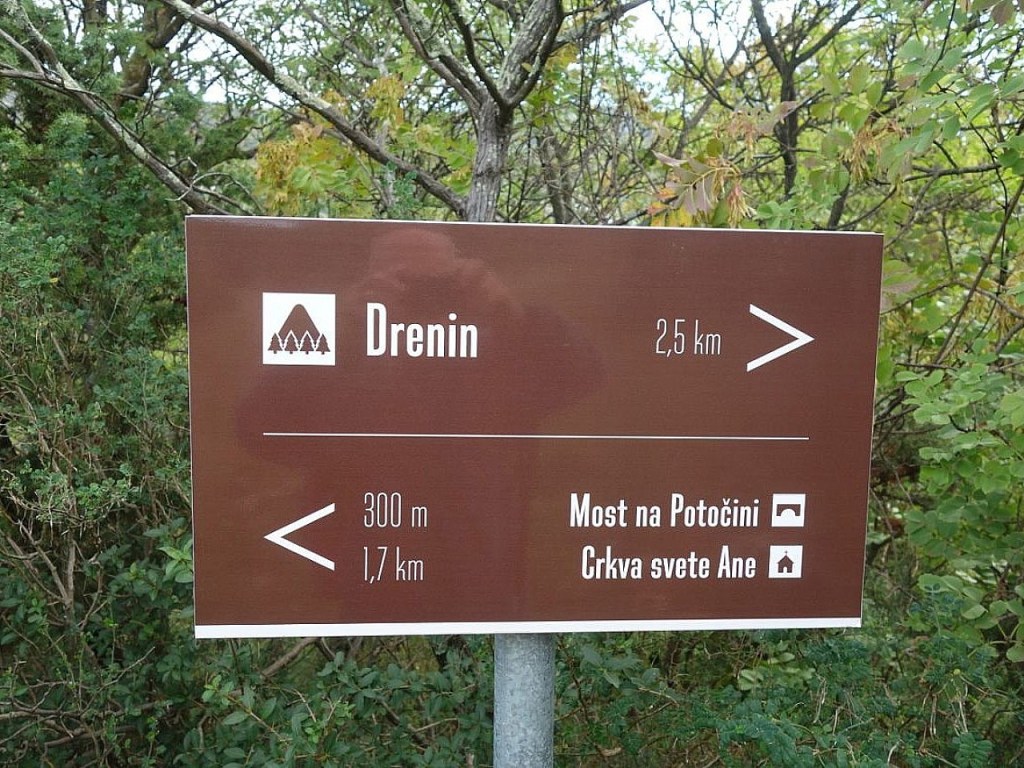 Drenin 2,5 km >
< 300 m Most na Potočini
1,7 km Crkva svete Ane